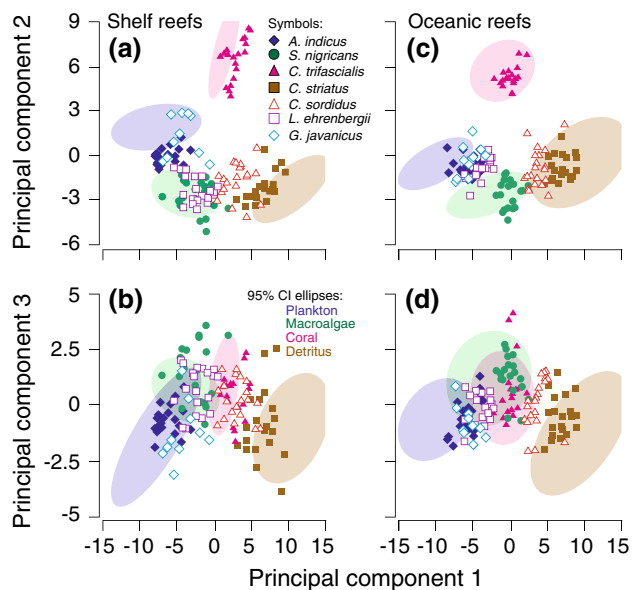 Shelf reefs
Oceanic reefs
Principal component 2
9
6
3
0
-3
-6
(a)
Symbols:
A. indicus
S. nigricans
C. trifascialis
C. striatus
C. sordidus
L. ehrenbergii
G. javanicus
(c)
Principal component 3
5
2.5
0
-2.5
-5
(b)
95% CI ellipses:
Plankton
Macroalgae
Coral
Detritus
(d)
-15 -10 -5 0 5 10 15
-15 -10 -5 0 5 10 15
Principal component 1